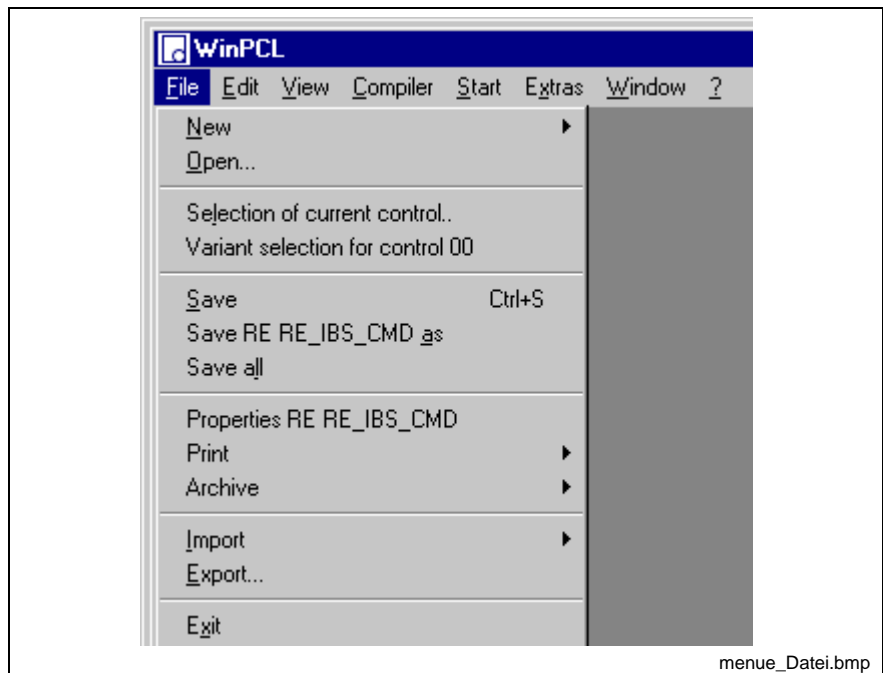 WinPCL
File Edit View Compiler Start Extras Window ?
New
Open...
Selection of current control..
Variant selection for control 00
Save Ctrl+S
Save RE RE_IBS_CMD as
Save all
Properties RE RE_IBS_CMD
Print
Archive
Import
Export...
Exit
menue_Datei.bmp